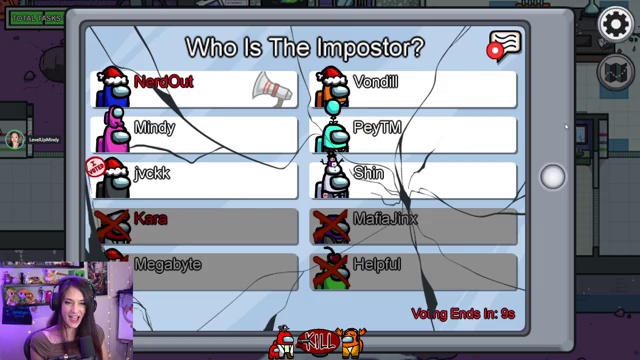 TOTAL TASKS
Who Is The Impostor?
NerdOut
Vondill
Mindy
PeyTM
LevelUpMindy
I VOTED
jvckk
Shin
Kara
MafiaJinx
Megabyte
Helpful
Voting Ends In: 9s
KILL